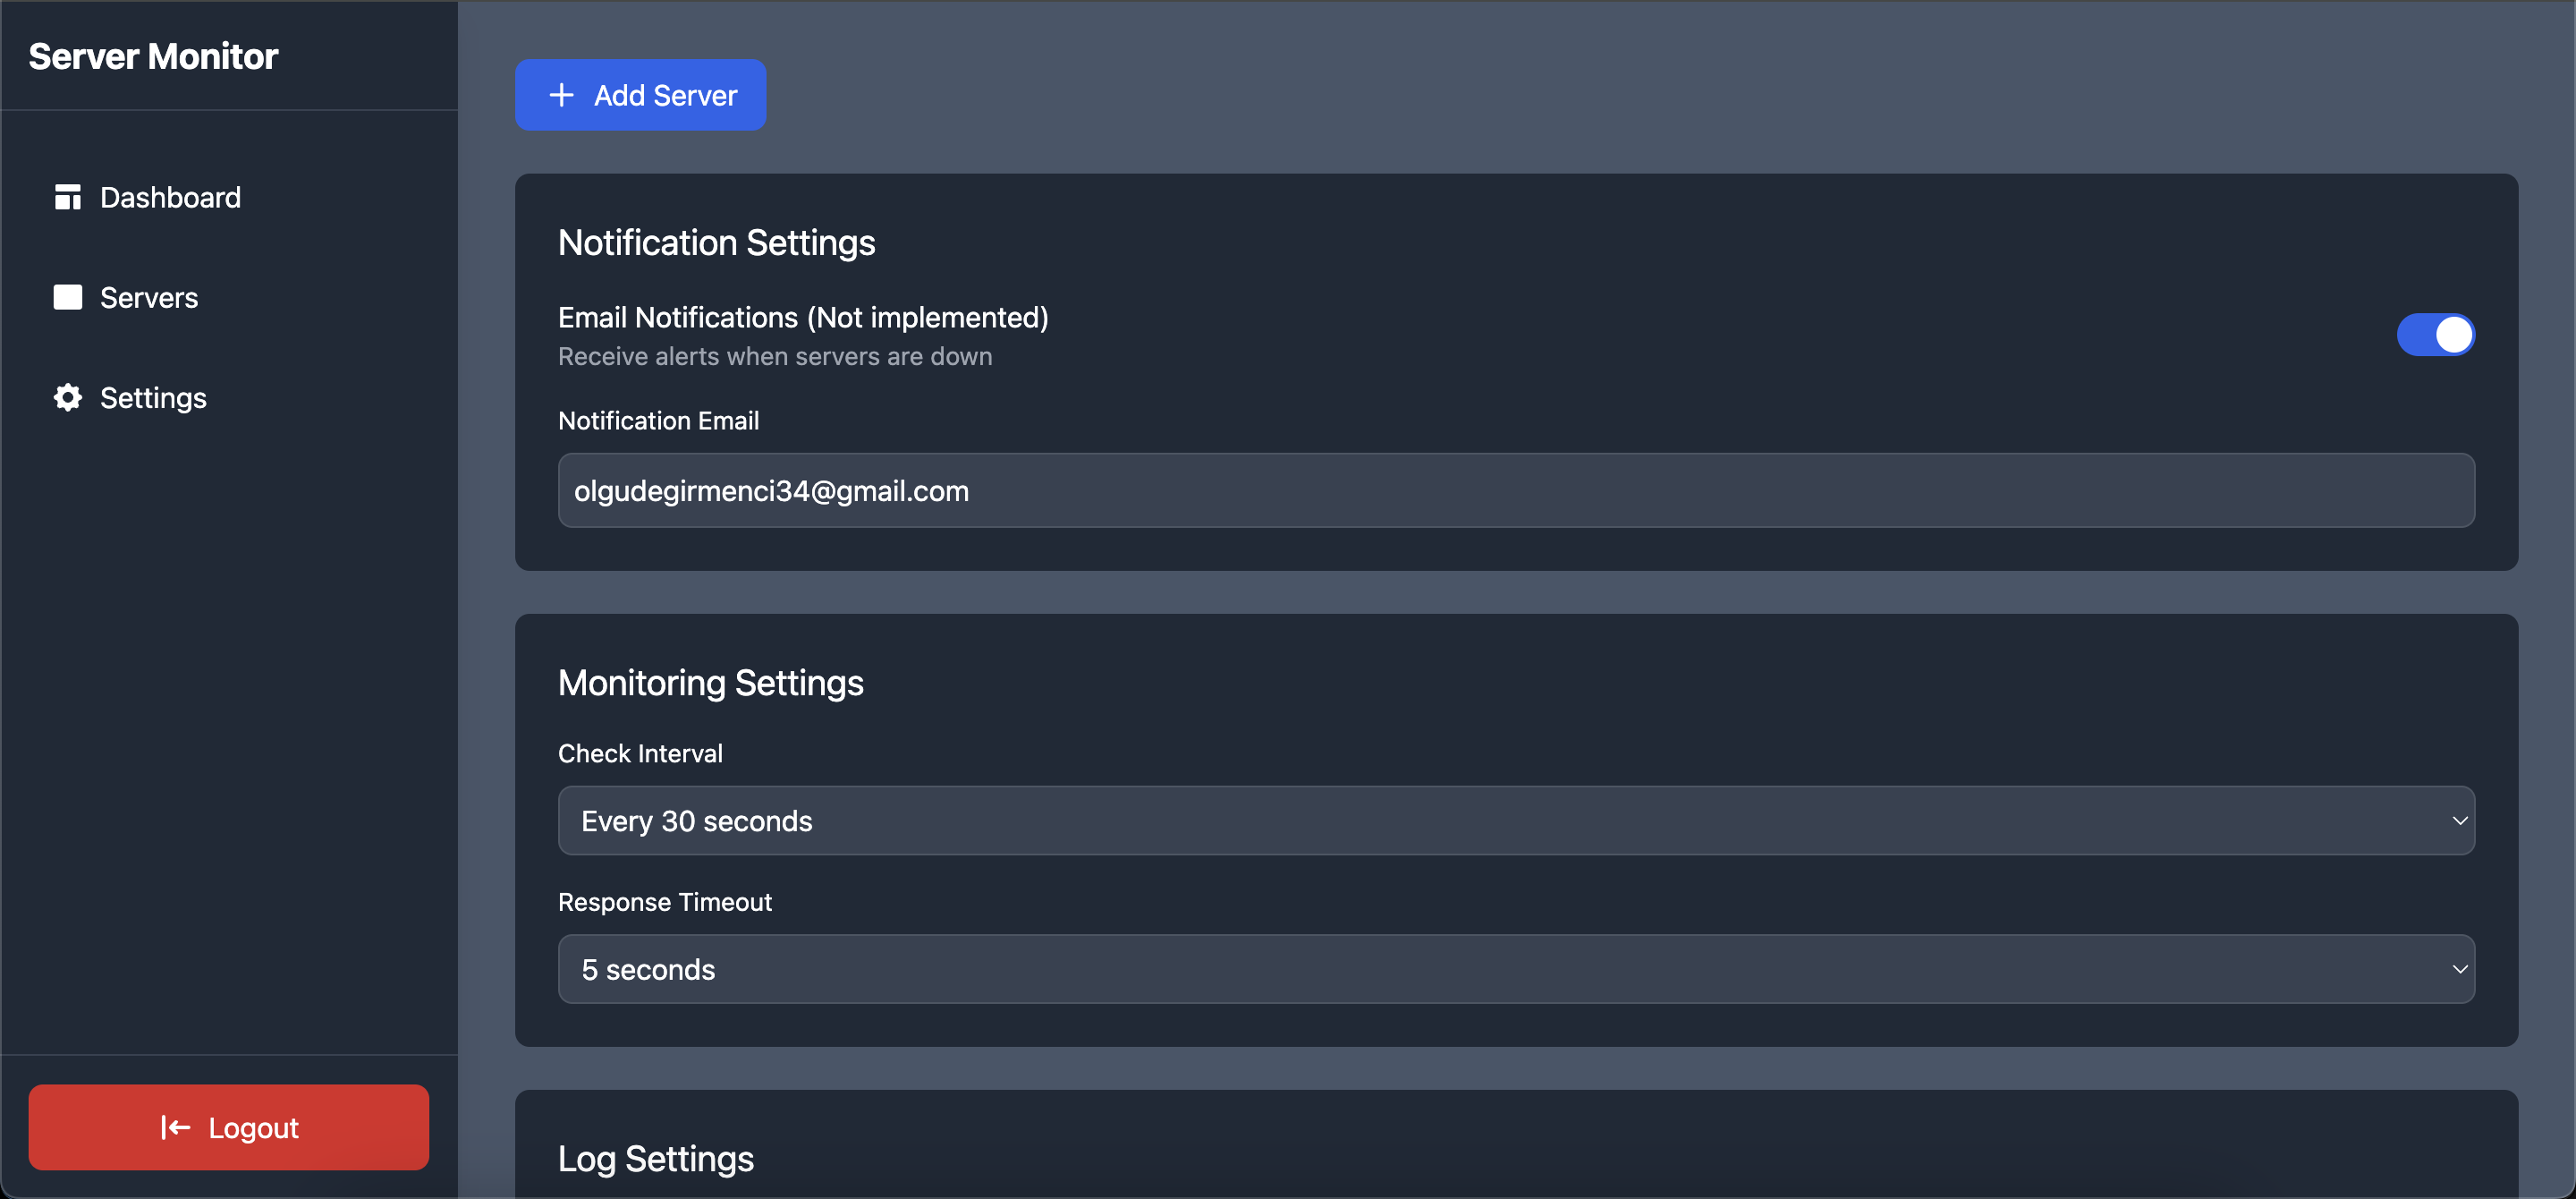 Server Monitor
Dashboard
Servers
Settings
Logout
Add Server
Notification Settings
Email Notifications (Not implemented)
Receive alerts when servers are down
Notification Email
olgudegirmenci34@gmail.com
Monitoring Settings
Check Interval
Every 30 seconds
Response Timeout
5 seconds
Log Settings